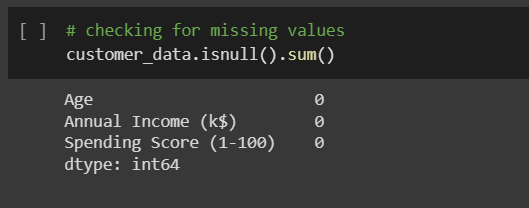 [ ] # checking for missing values
customer_data.isnull().sum()
Age 0
Annual Income (k$) 0
Spending Score (1-100) 0
dtype: int64